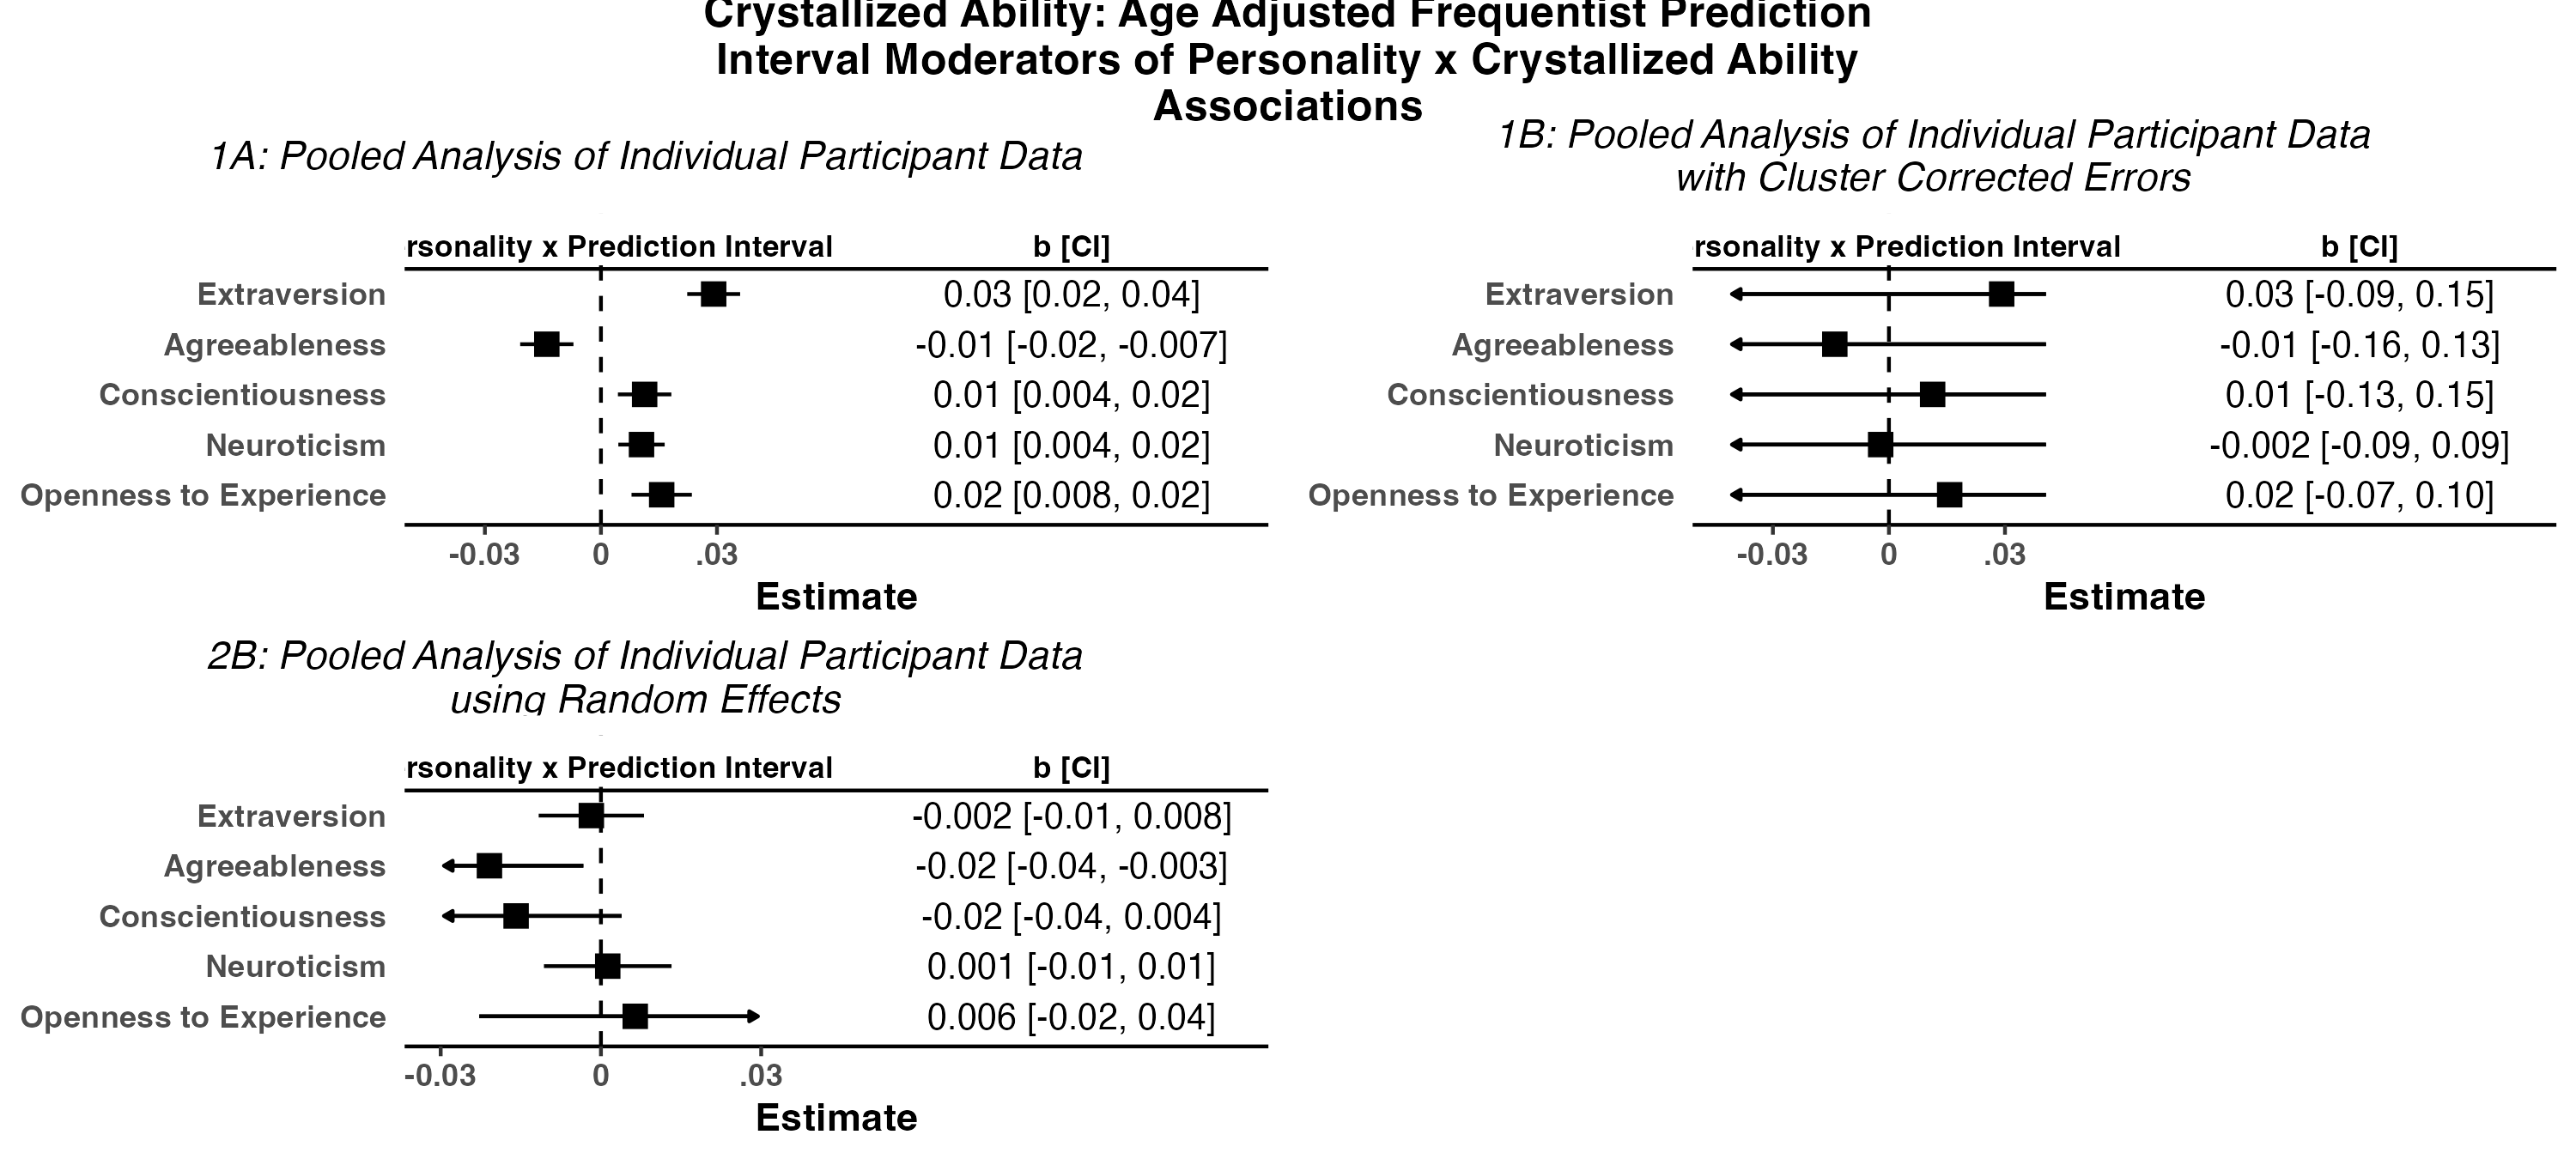 Crystallized Ability: Age Adjusted Frequentist Prediction
Interval Moderators of Personality x Crystallized Ability
Associations
1A: Pooled Analysis of Individual Participant Data
rsonality x Prediction Interval b [CI]
Extraversion 0.03 [0.02, 0.04]
Agreeableness -0.01 [-0.02, -0.007]
Conscientiousness 0.01 [0.004, 0.02]
Neuroticism 0.01 [0.004, 0.02]
Openness to Experience 0.02 [0.008, 0.02]
-0.03 0 .03
Estimate
1B: Pooled Analysis of Individual Participant Data
with Cluster Corrected Errors
rsonality x Prediction Interval b [CI]
Extraversion 0.03 [-0.09, 0.15]
Agreeableness -0.01 [-0.16, 0.13]
Conscientiousness 0.01 [-0.13, 0.15]
Neuroticism -0.002 [-0.09, 0.09]
Openness to Experience 0.02 [-0.07, 0.10]
-0.03 0 .03
Estimate
2B: Pooled Analysis of Individual Participant Data
using Random Effects
rsonality x Prediction Interval b [CI]
Extraversion -0.002 [-0.01, 0.008]
Agreeableness -0.02 [-0.04, -0.003]
Conscientiousness -0.02 [-0.04, 0.004]
Neuroticism 0.001 [-0.01, 0.01]
Openness to Experience 0.006 [-0.02, 0.04]
-0.03 0 .03
Estimate